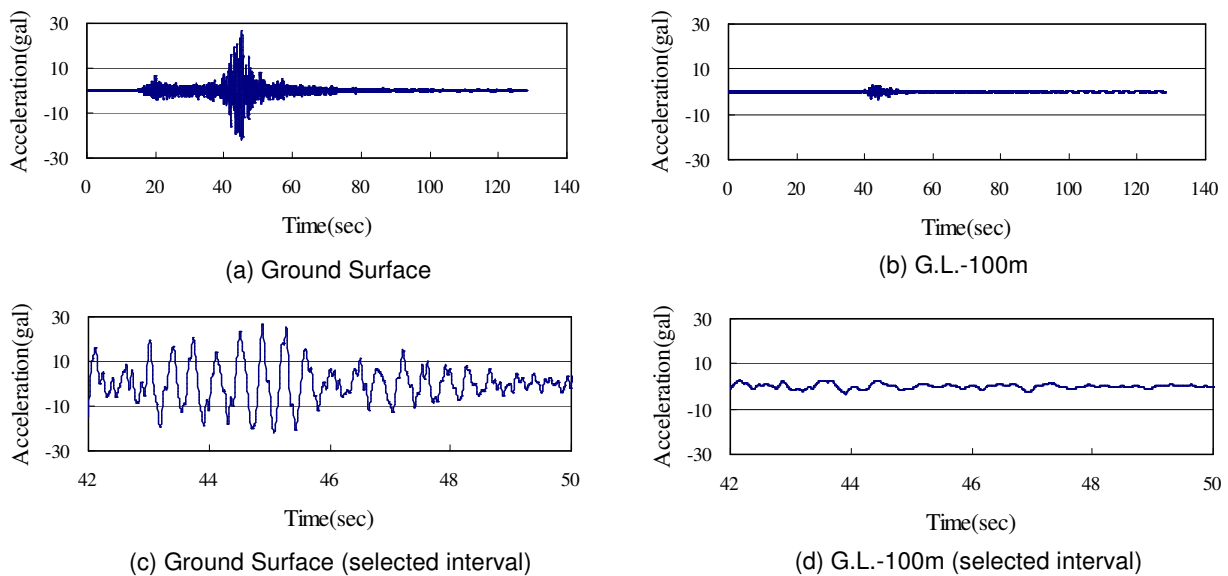 Acceleration(gal)
30
10
-10
-30
0 20 40 60 80 100 120 140
Time(sec)
(a) Ground Surface
Acceleration(gal)
30
10
-10
-30
0 20 40 60 80 100 120 140
Time(sec)
(b) G.L.-100m
Acceleration(gal)
30
10
-10
-30
42 44 46 48 50
Time(sec)
(c) Ground Surface (selected interval)
Acceleration(gal)
30
10
-10
-30
42 44 46 48 50
Time(sec)
(d) G.L.-100m (selected interval)